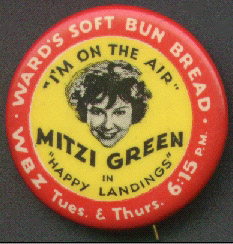 • WARD'S SOFT BUN BREAD •
"I'M ON THE AIR"
MITZI GREEN
IN
"HAPPY LANDINGS"
WBZ Tues. & Thurs. 6:15 P.M.